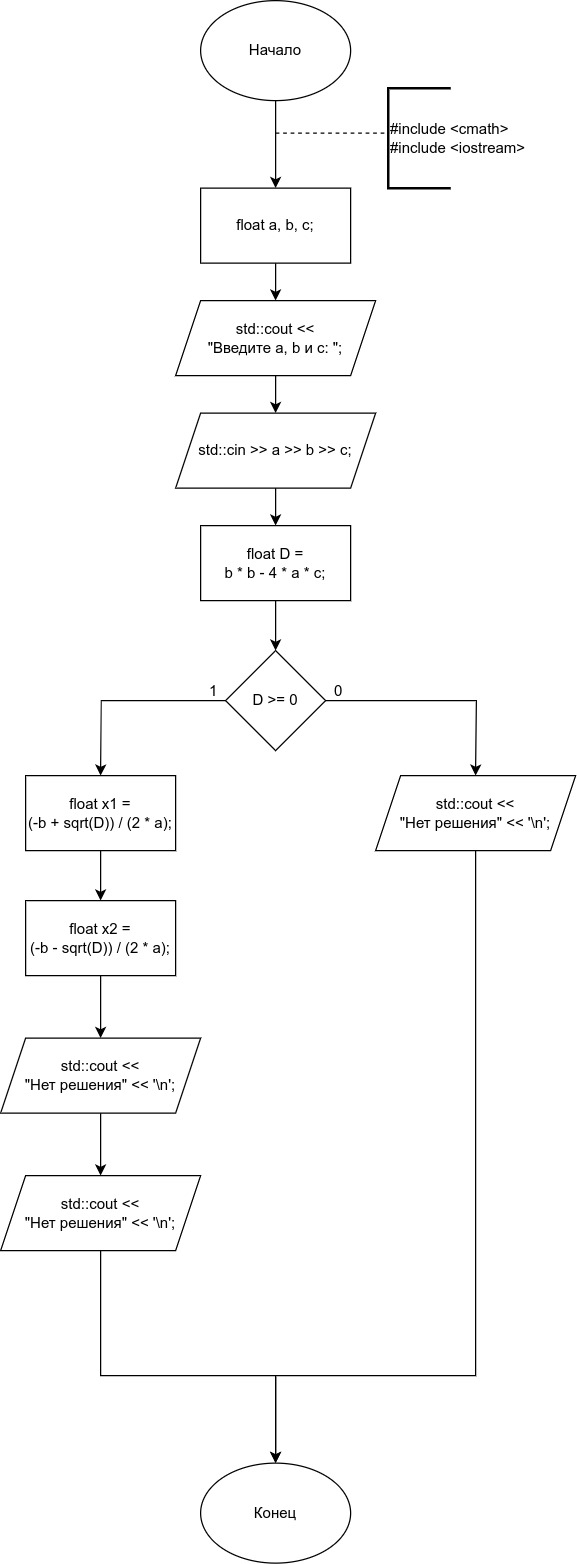 Начало
#include <cmath>
#include <iostream>
float a, b, c;
std::cout <<
"Введите a, b и c: ";
std::cin >> a >> b >> c;
float D =
b * b - 4 * a * c;
D >= 0
1
0
float x1 =
(-b + sqrt(D)) / (2 * a);
std::cout <<
"Нет решения" << '\n';
float x2 =
(-b - sqrt(D)) / (2 * a);
std::cout <<
"Нет решения" << '\n';
std::cout <<
"Нет решения" << '\n';
Конец